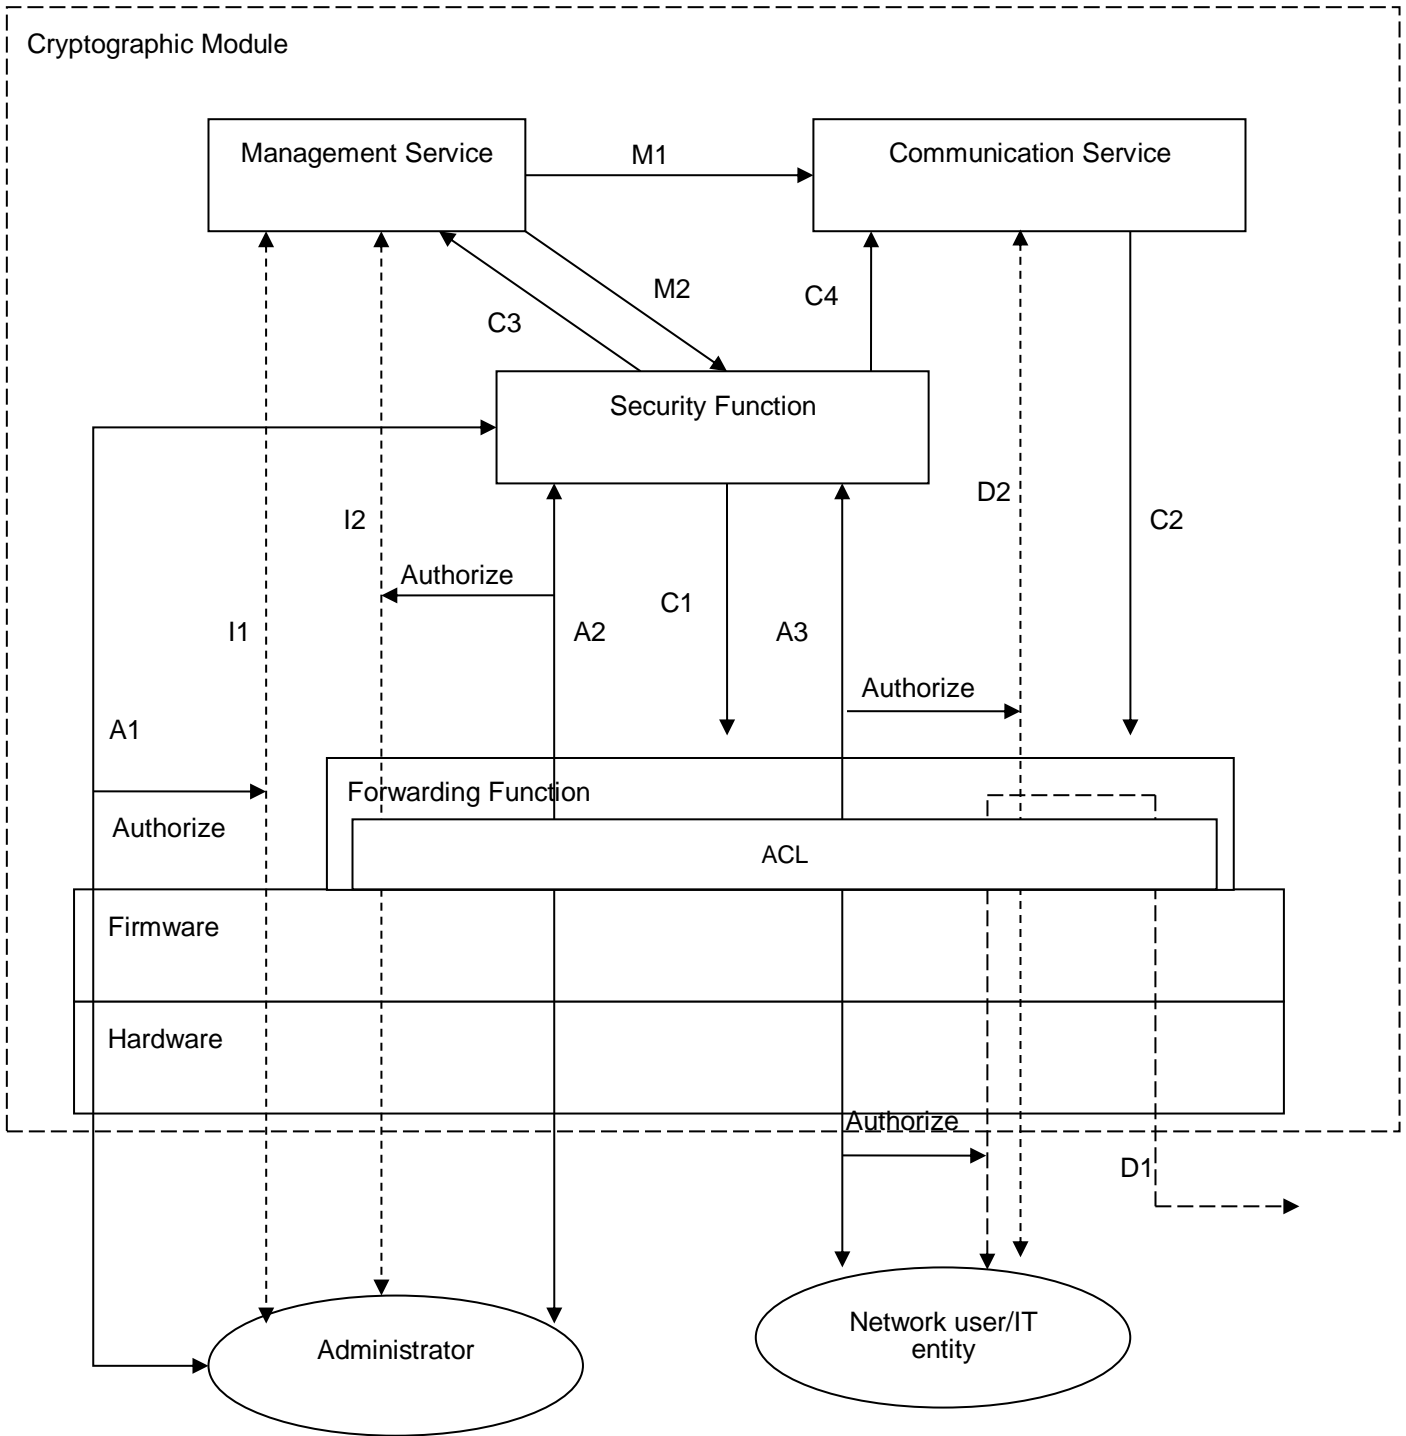 Cryptographic Module
Management Service
M1
Communication Service
M2
C4
C3
Security Function
D2
I2
C2
Authorize
C1
I1
A2
A3
Authorize
A1
Forwarding Function
Authorize
ACL
Firmware
Hardware
Authorize
D1
Network user/IT
entity
Administrator